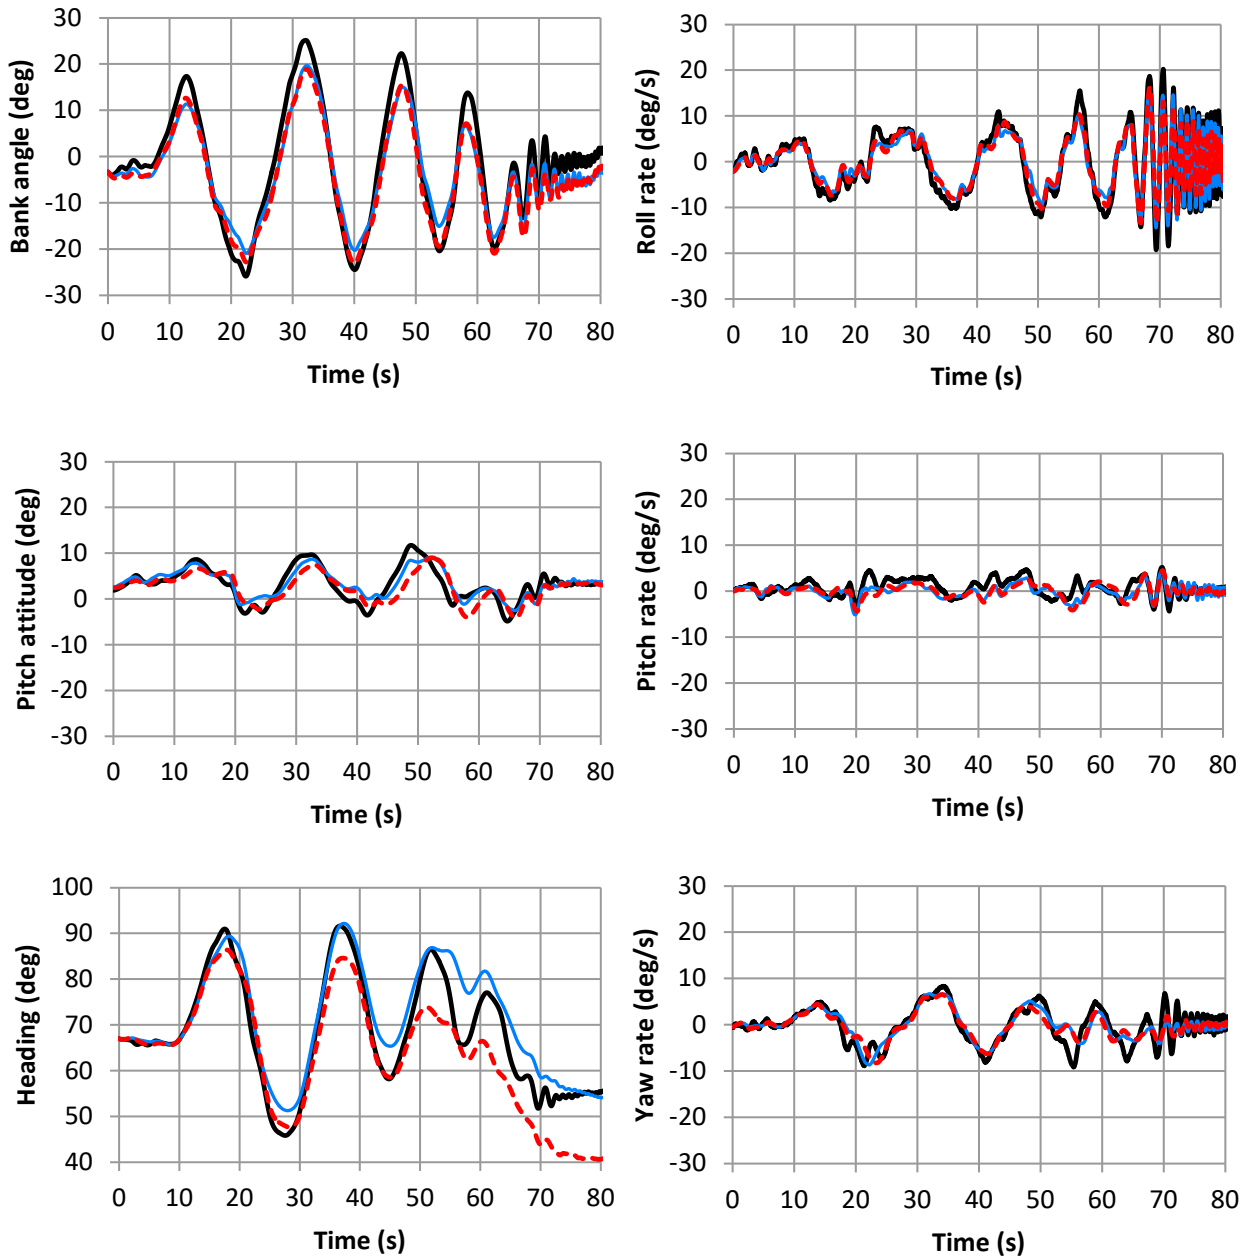 Bank angle (deg)
30
20
10
0
-10
-20
-30
0 10 20 30 40 50 60 70 80
Time (s)
Roll rate (deg/s)
30
20
10
0
-10
-20
-30
0 10 20 30 40 50 60 70 80
Time (s)
Pitch attitude (deg)
30
20
10
0
-10
-20
-30
0 10 20 30 40 50 60 70 80
Time (s)
Pitch rate (deg/s)
30
20
10
0
-10
-20
-30
0 10 20 30 40 50 60 70 80
Time (s)
Heading (deg)
100
90
80
70
60
50
40
0 10 20 30 40 50 60 70 80
Time (s)
Yaw rate (deg/s)
30
20
10
0
-10
-20
-30
0 10 20 30 40 50 60 70 80
Time (s)